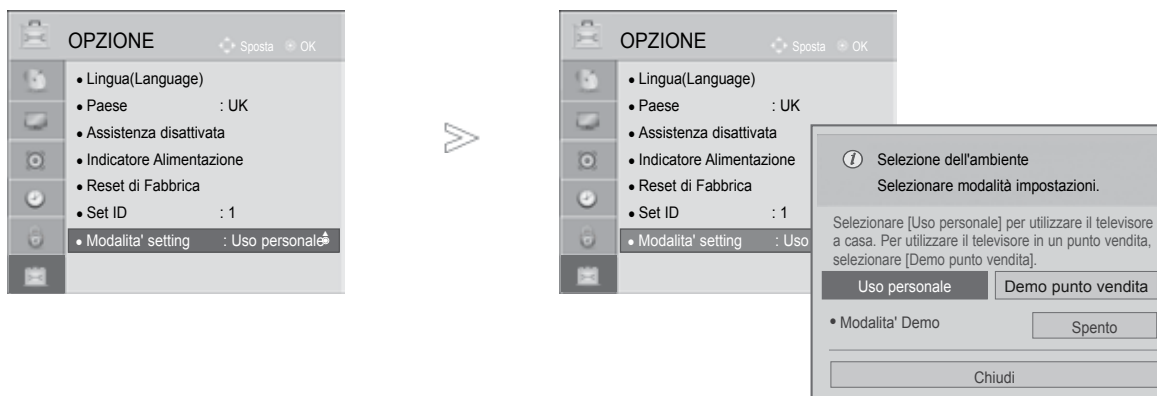 OPZIONE Sposta OK
• Lingua(Language)
• Paese : UK
• Assistenza disattivata
• Indicatore Alimentazione
• Reset di Fabbrica
• Set ID : 1
• Modalita' setting : Uso personale
OPZIONE Sposta OK
• Lingua(Language)
• Paese : UK
• Assistenza disattivata
• Indicatore Alimentazione
• Reset di Fabbrica
• Set ID : 1
• Modalita' setting : Uso
Selezione dell'ambiente
Selezionare modalità impostazioni.
Selezionare [Uso personale] per utilizzare il televisore
a casa. Per utilizzare il televisore in un punto vendita,
selezionare [Demo punto vendita].
Uso personale Demo punto vendita
• Modalita' Demo Spento
Chiudi